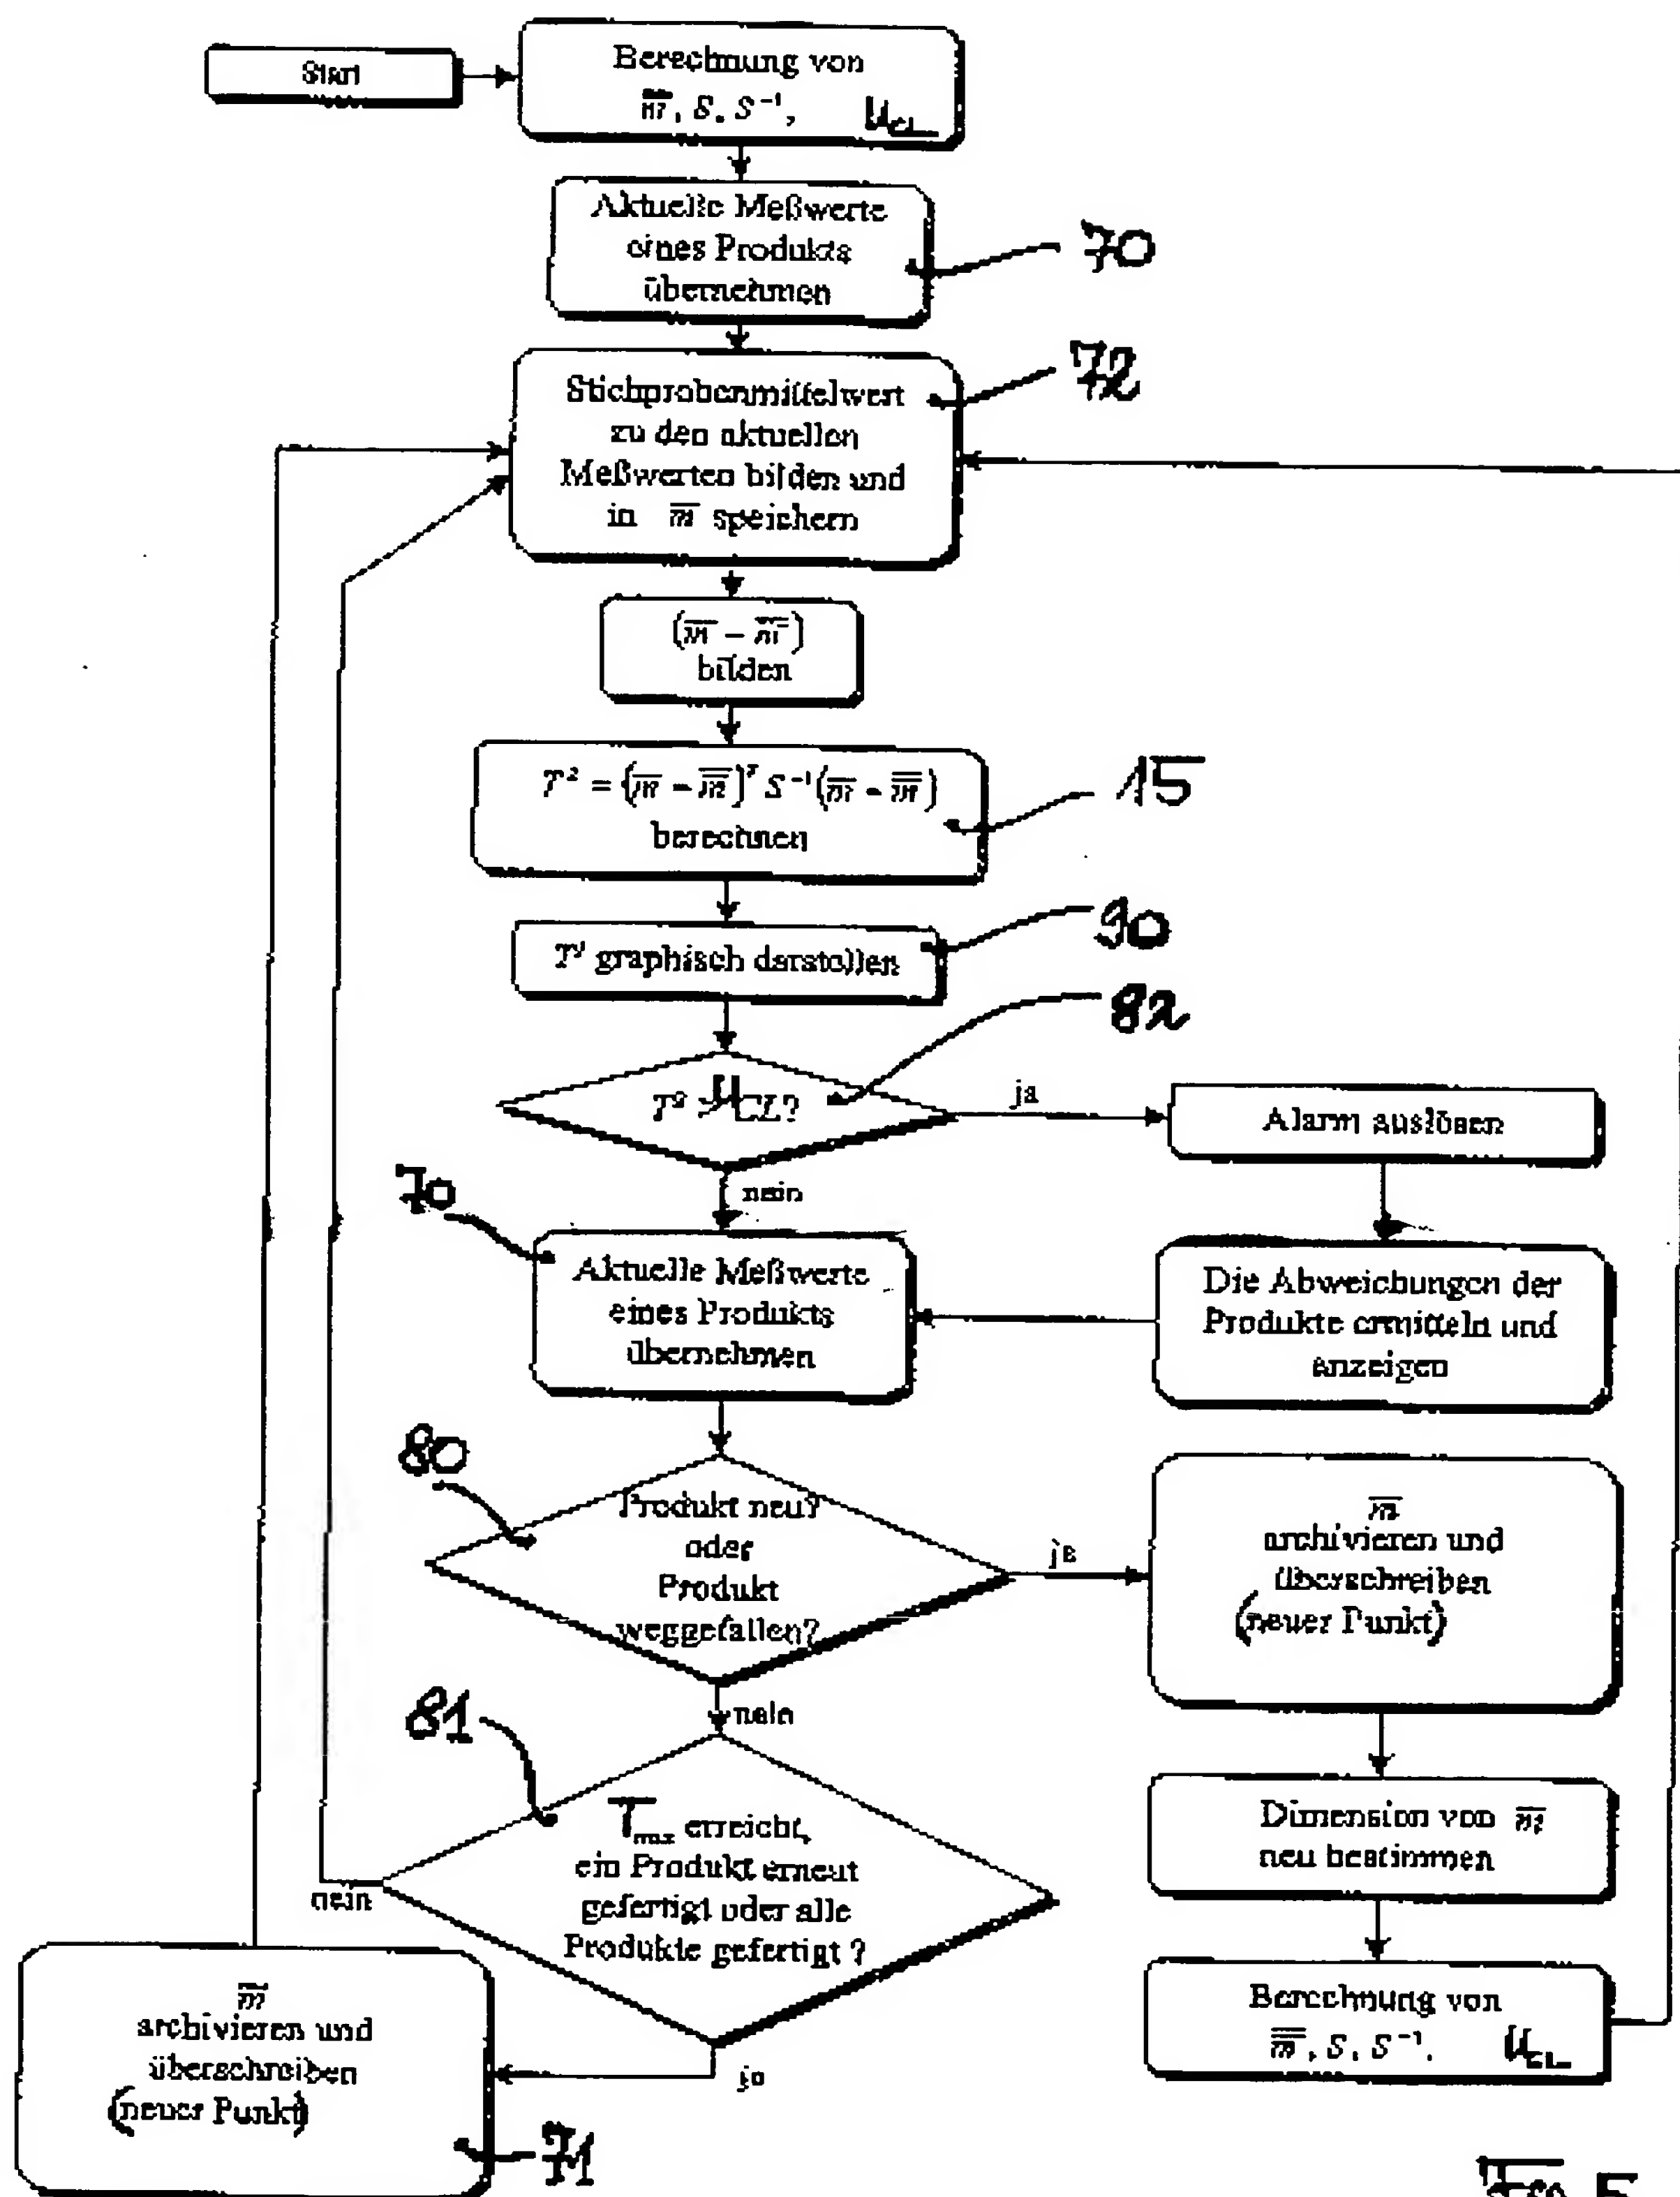 Start
Berechnung von
m̿, S, S⁻¹, UCL
Aktuelle Meßwerte
eines Produkts
übernehmen
70
Stichprobenmittelwert
zu den aktuellen
Meßwerten bilden und
in m̅ speichern
72
(m̅ − m̿)
bilden
T² = (m̅ − m̿)ᵀ S⁻¹(m̅ − m̿)
berechnen
15
T² graphisch darstellen
90
82
T² > UCL?
ja
Alarm auslösen
nein
70
Aktuelle Meßwerte
eines Produkts
übernehmen
Die Abweichungen der
Produkte ermitteln und
anzeigen
80
Produkt neu?
oder
Produkt
weggefallen?
ja
m̅
archivieren und
überschreiben
(neuer Punkt)
nein
81
Tmax erreicht,
ein Produkt erneut
gefertigt oder alle
Produkte gefertigt ?
nein
Dimension von m̅
neu bestimmen
m̅
archivieren und
überschreiben
(neuer Punkt)
ja
71
Berechnung von
m̿, S, S⁻¹. UCL
5